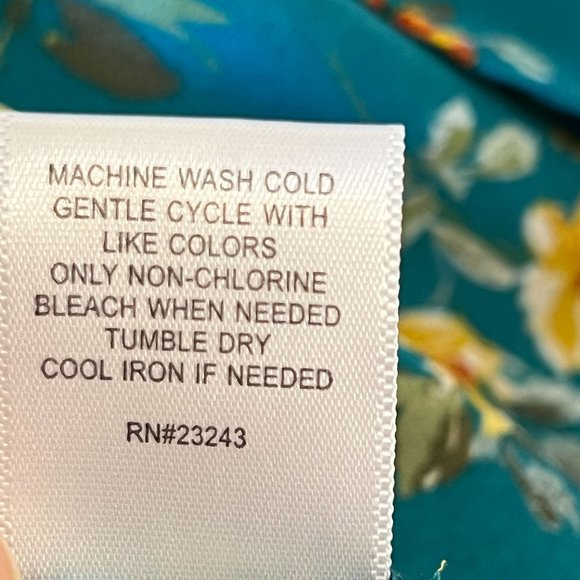 MACHINE WASH COLD
GENTLE CYCLE WITH
LIKE COLORS
ONLY NON-CHLORINE
BLEACH WHEN NEEDED
TUMBLE DRY
COOL IRON IF NEEDED
RN#23243